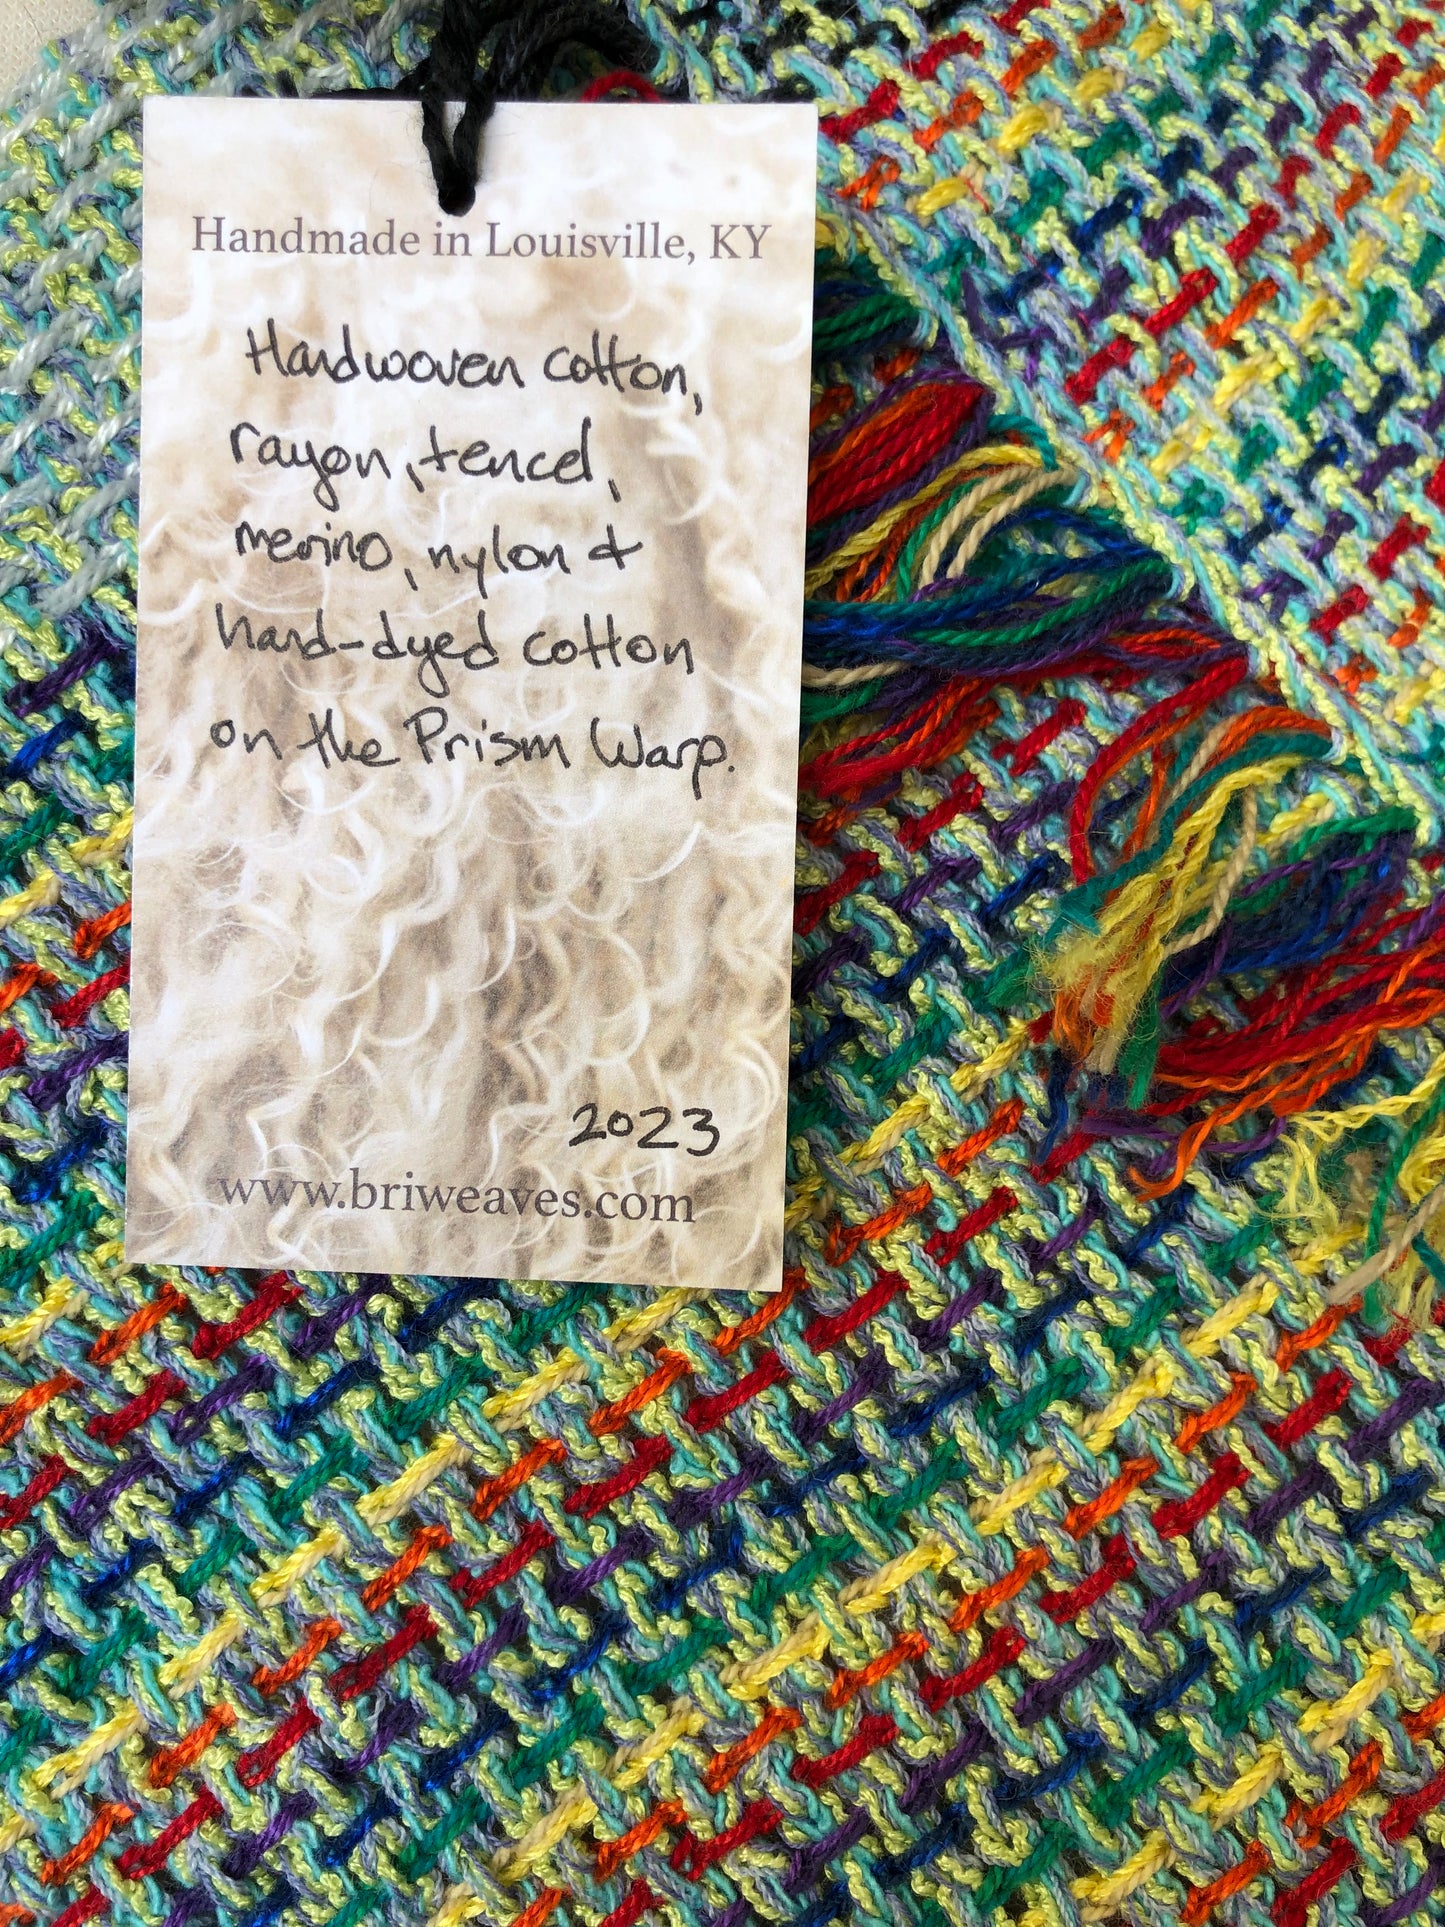 Handmade in Louisville, KY
Handwoven cotton,
rayon, tencel,
merino, nylon +
hand-dyed cotton
on the Prism Warp.
2023
www.briweaves.com